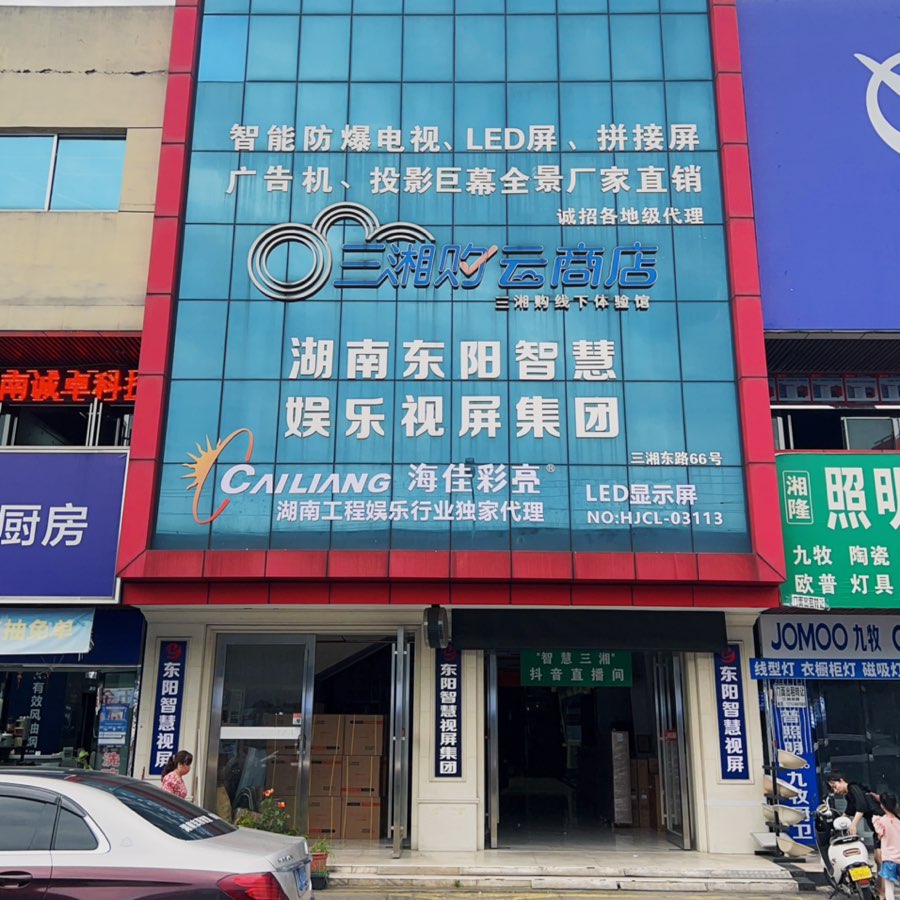 智能防爆电视、LED屏、拼接屏
广告机、投影巨幕全景厂家直销
诚招各地级代理
三湘购云商店
三湘购线下体验馆
湖南东阳智慧
娱乐视屏集团
三湘东路66号
CAILIANG 海佳彩亮®
湖南工程娱乐行业独家代理
LED显示屏
NO:HJCL-03113
南诚卓科技
厨房
抽免单
东阳智慧视屏
东阳智慧视屏集团
"智慧三湘"
抖音直播间
东阳智慧视屏
湘隆
照明
九牧 陶瓷
欧普 灯具
JOMOO九牧
线型灯 衣橱柜灯 磁吸灯